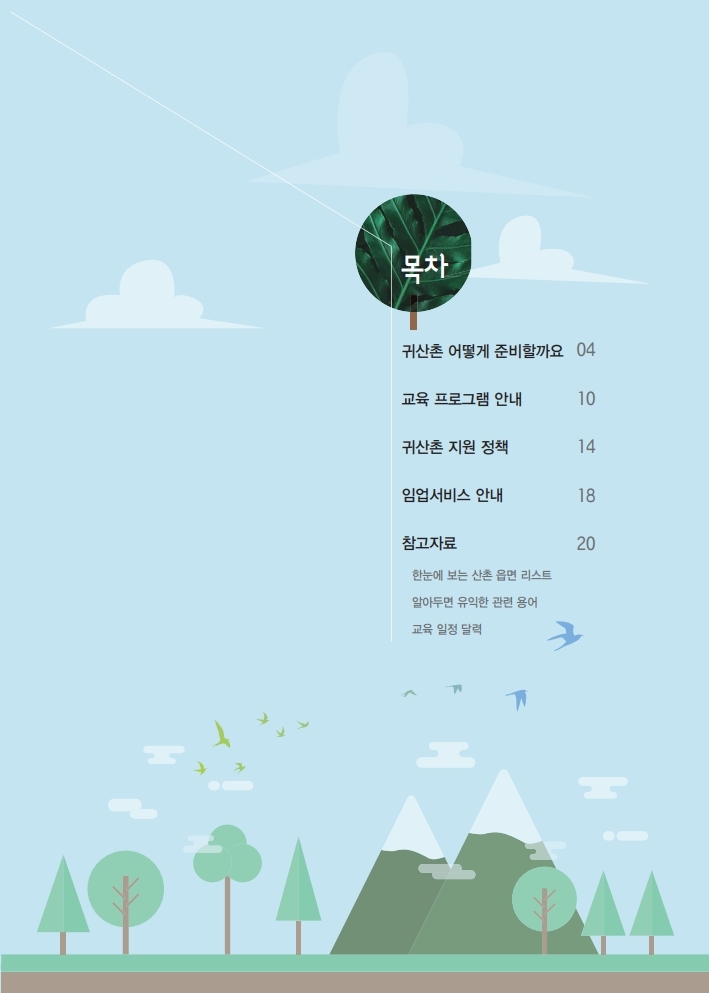 목차
귀산촌 어떻게 준비할까요 04
교육 프로그램 안내 10
귀산촌 지원 정책 14
임업서비스 안내 18
참고자료 20
한눈에 보는 산촌 읍면 리스트
알아두면 유익한 관련 용어
교육 일정 달력